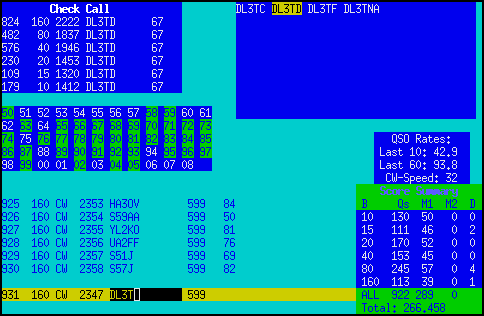 Check Call
824 160 2222 DL3TD 67
482 80 1837 DL3TD 67
576 40 1946 DL3TD 67
230 20 1453 DL3TD 67
109 15 1320 DL3TD 67
179 10 1412 DL3TD 67
DL3TC DL3TD DL3TF DL3TNA
50 51 52 53 54 55 56 57 58 59 60 61
62 63 64 65 66 67 68 69 70 71 72 73
74 75 76 77 78 79 80 81 82 83 84 85
86 87 88 89 90 91 92 93 94 95 96 97
98 99 00 01 02 03 04 05 06 07 08
QSO Rates:
Last 10: 42.9
Last 60: 93.8
CW-Speed: 32
Score Summary
B Qs M1 M2 D
10 130 50 0 0
15 111 46 0 2
20 170 52 0 0
40 153 45 0 0
80 245 57 0 4
160 113 39 0 1
ALL 922 289 0
Total: 266,458
925 160 CW 2353 HA3OV 599 84
926 160 CW 2354 S59AA 599 50
927 160 CW 2355 YL2KO 599 81
928 160 CW 2356 UA2FF 599 76
929 160 CW 2357 S51J 599 69
930 160 CW 2358 S57J 599 82
931 160 CW 2347 DL3T 599